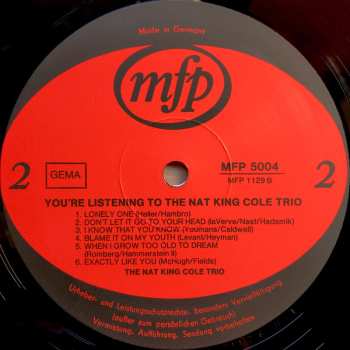 Made in Germany
mfp
2
GEMA
MFP 5004
MFP 1129 B
2
YOU'RE LISTENING TO THE NAT KING COLE TRIO
1. LONELY ONE (Heller/Hambro)
2. DON'T LET IT GO TO YOUR HEAD (laVerve/Nast/Hadamik)
3. I KNOW THAT YOU KNOW (Youmans/Caldwell)
4. BLAME IT ON MY YOUTH (Levant/Heyman)
5. WHEN I GROW TOO OLD TO DREAM
(Romberg/Hammerstein II)
6. EXACTLY LIKE YOU (McHugh/Fields)
THE NAT KING COLE TRIO
Urheber- und Leistungsschutzrechte, besonders Vervielfältigung
(außer zum persönlichen Gebrauch)
Vermietung, Aufführung, Sendung vorbehalten